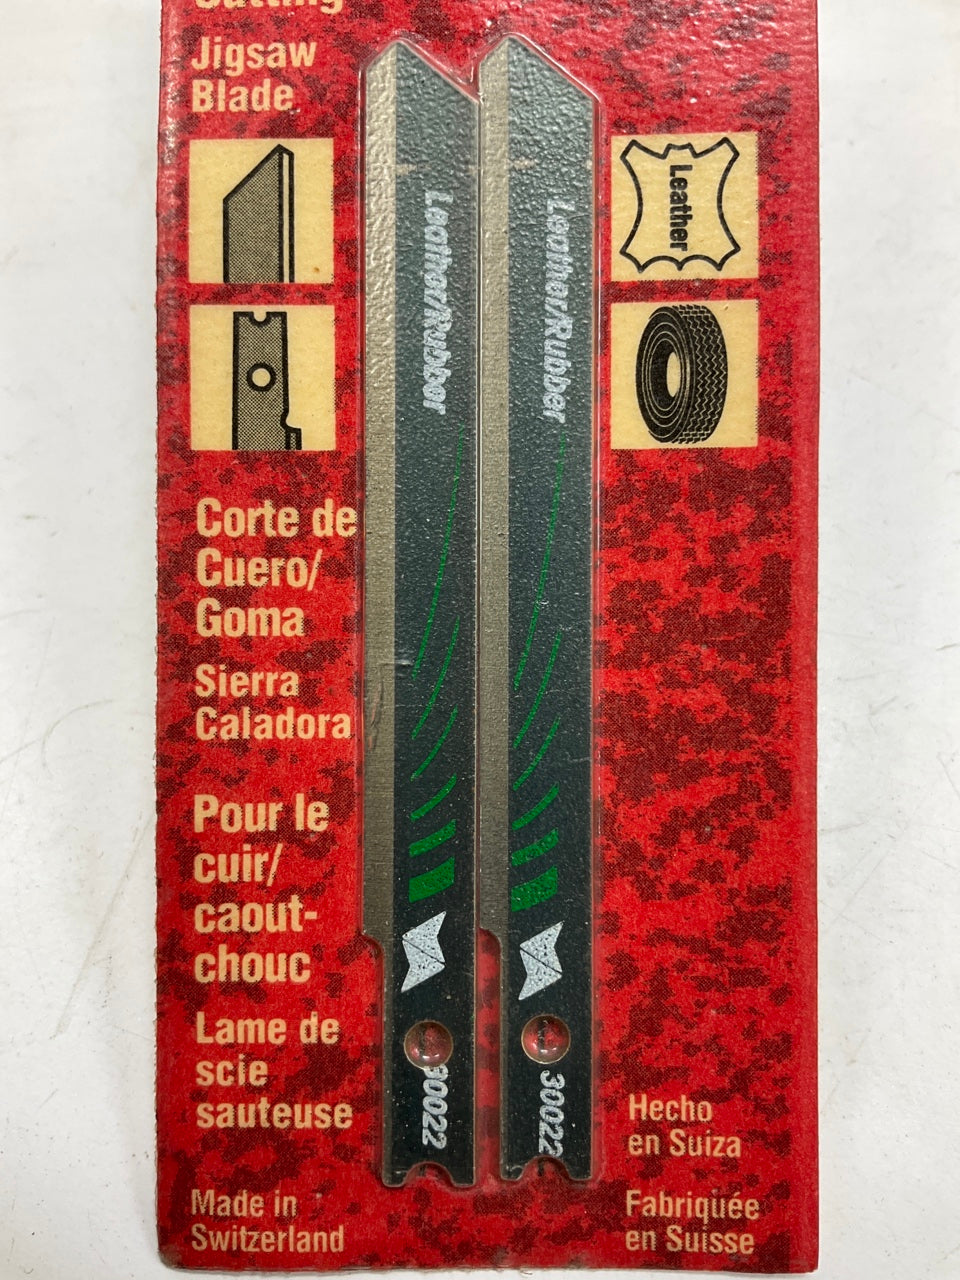 Cutting
Jigsaw
Blade
Leather
Leather/Rubber
Leather/Rubber
Corte de
Cuero/
Goma
Sierra
Caladora
Pour le
cuir/
caout-
chouc
Lame de
scie
sauteuse
Made in
Switzerland
30022
30022
Hecho
en Suiza
Fabriquée
en Suisse